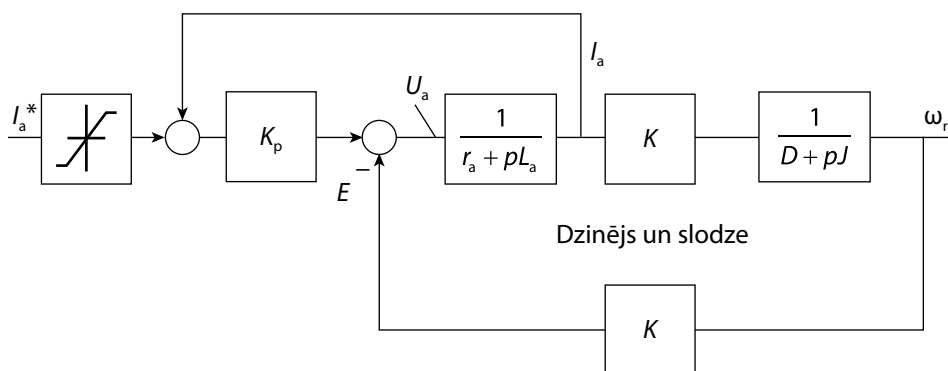 I_a
I_a*
K_p
U_a
1
r_a + pL_a
K
1
D + pJ
ω_r
E
−
Dzinējs un slodze
K